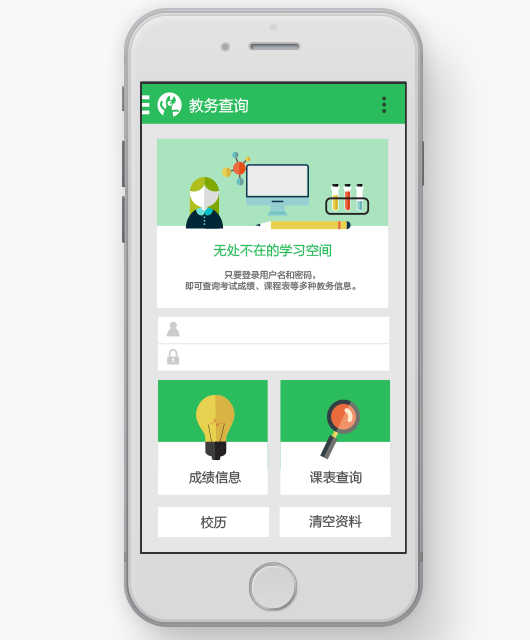 教务查询
无处不在的学习空间
只要登录用户名和密码，
即可查询考试成绩、课程表等多种教务信息。
成绩信息
课表查询
校历
清空资料